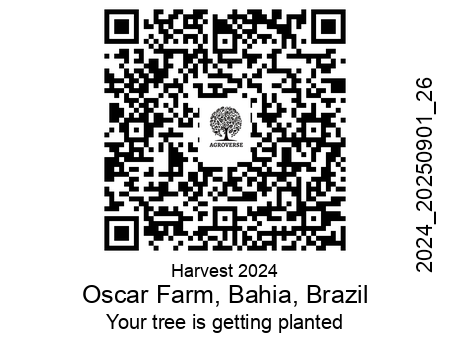 AGROVERSE
Harvest 2024
Oscar Farm, Bahia, Brazil
Your tree is getting planted
2024_20250901_26